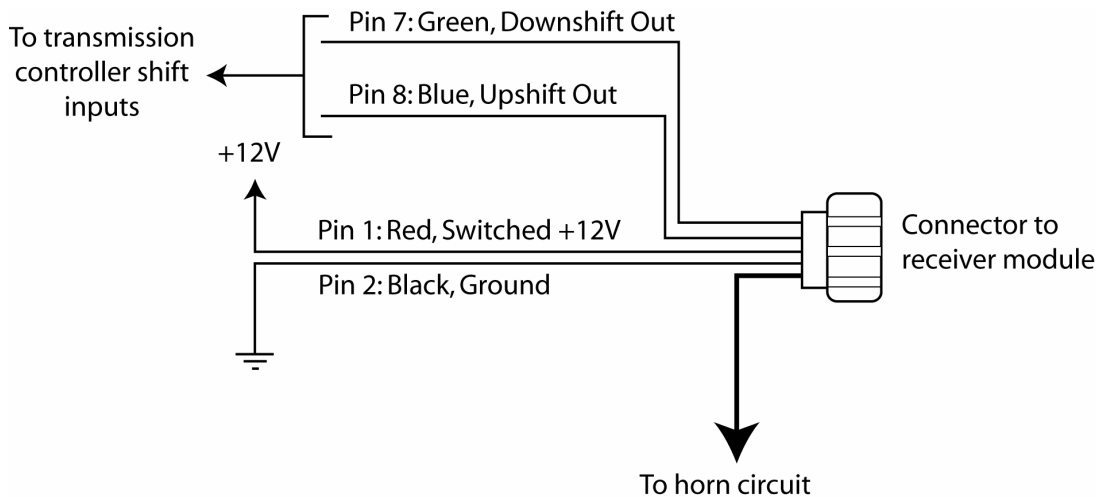 Pin 7: Green, Downshift Out
To transmission
controller shift
inputs
Pin 8: Blue, Upshift Out
+12V
Pin 1: Red, Switched +12V
Pin 2: Black, Ground
Connector to
receiver module
To horn circuit